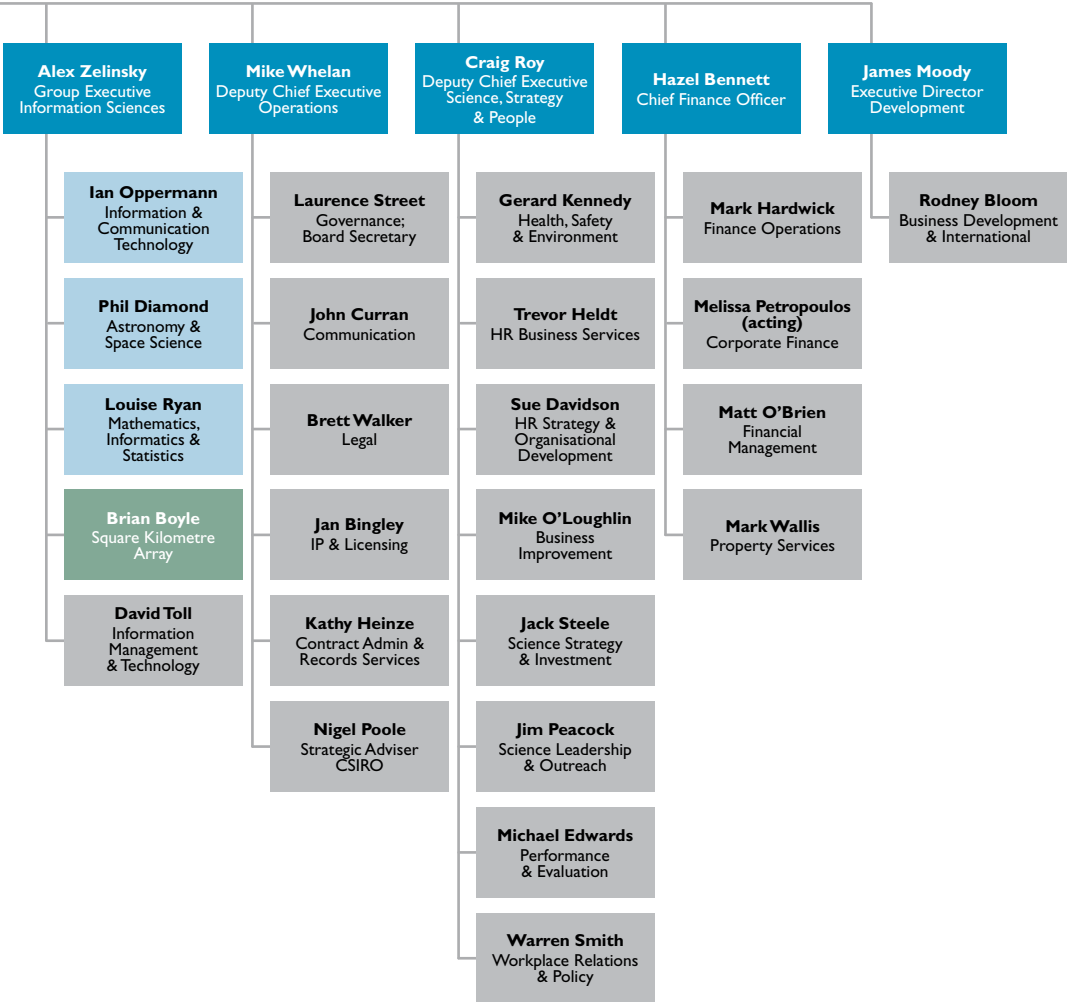 Alex Zelinsky
Group Executive
Information Sciences
Mike Whelan
Deputy Chief Executive
Operations
Craig Roy
Deputy Chief Executive
Science, Strategy
& People
Hazel Bennett
Chief Finance Officer
James Moody
Executive Director
Development
Ian Oppermann
Information &
Communication
Technology
Phil Diamond
Astronomy &
Space Science
Louise Ryan
Mathematics,
Informatics &
Statistics
Brian Boyle
Square Kilometre
Array
David Toll
Information
Management
& Technology
Laurence Street
Governance;
Board Secretary
John Curran
Communication
Brett Walker
Legal
Jan Bingley
IP & Licensing
Kathy Heinze
Contract Admin &
Records Services
Nigel Poole
Strategic Adviser
CSIRO
Gerard Kennedy
Health, Safety
& Environment
Trevor Heldt
HR Business Services
Sue Davidson
HR Strategy &
Organisational
Development
Mike O'Loughlin
Business
Improvement
Jack Steele
Science Strategy
& Investment
Jim Peacock
Science Leadership
& Outreach
Michael Edwards
Performance
& Evaluation
Warren Smith
Workplace Relations
& Policy
Mark Hardwick
Finance Operations
Melissa Petropoulos
(acting)
Corporate Finance
Matt O'Brien
Financial
Management
Mark Wallis
Property Services
Rodney Bloom
Business Development
& International